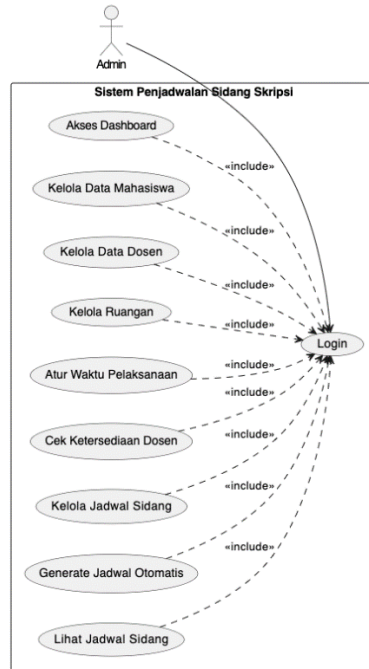 Admin
Sistem Penjadwalan Sidang Skripsi
Akses Dashboard
«include»
Kelola Data Mahasiswa
«include»
Kelola Data Dosen
«include»
Kelola Ruangan
«include»
Login
Atur Waktu Pelaksanaan
«include»
«include»
Cek Ketersediaan Dosen
«include»
Kelola Jadwal Sidang
«include»
Generate Jadwal Otomatis
«include»
Lihat Jadwal Sidang